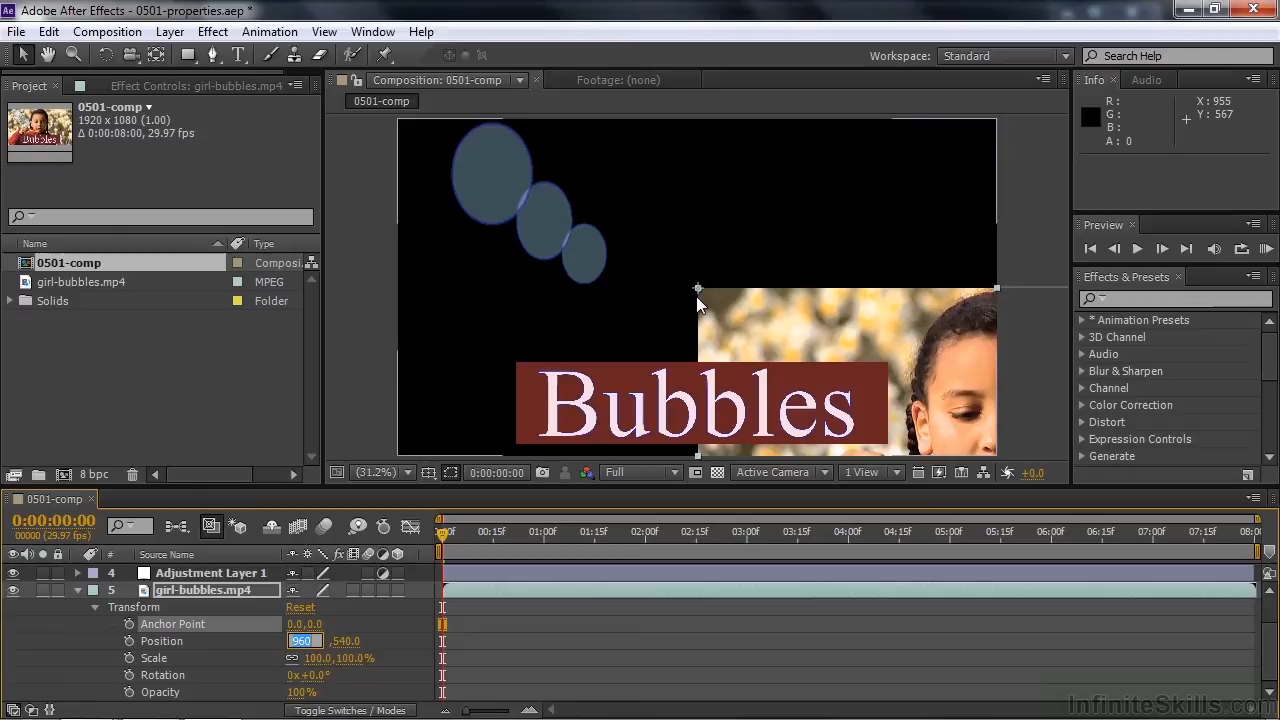 Adobe After Effects - 0501-properties.aep *
File Edit Composition Layer Effect Animation View Window Help
Workspace: Standard Search Help
Project Effect Controls: girl-bubbles.mp4
Composition: 0501-comp Footage: (none)
Info Audio
0501-comp
1920 x 1080 (1.00)
Δ 0:00:08:00, 29.97 fps
0501-comp
R : X : 955
G : Y : 567
B :
A : 0
Bubbles
Preview
Name Type
0501-comp Composi...
girl-bubbles.mp4 MPEG
Solids Folder
Effects & Presets
* Animation Presets
3D Channel
Audio
Blur & Sharpen
Channel
Color Correction
Distort
Expression Controls
Generate
Bubbles
8 bpc
(31.2%) 0:00:00:00 Full Active Camera 1 View +0.0
0501-comp
0:00:00:00
00000 (29.97 fps)
00f 00:15f 01:00f 01:15f 02:00f 02:15f 03:00f 03:15f 04:00f 04:15f 05:00f 05:15f 06:00f 06:15f 07:00f 07:15f 08:0
# Source Name fx
4 Adjustment Layer 1
5 girl-bubbles.mp4
Transform Reset
Anchor Point 0.0,0.0
Position 960 ,540.0
Scale 100.0,100.0%
Rotation 0x+0.0°
Opacity 100%
Toggle Switches / Modes
InfiniteSkills.com